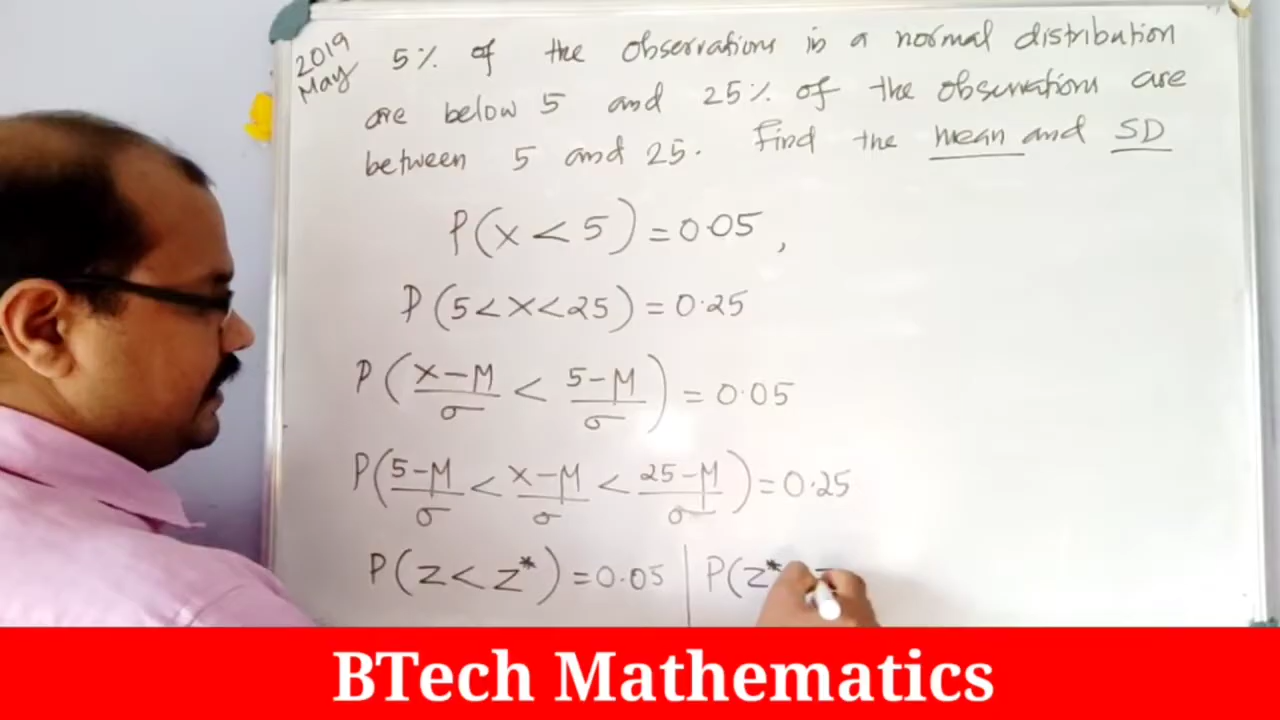 2019
May
5% of the observations in a normal distribution
are below 5 and 25% of the observations are
between 5 and 25. Find the mean and SD
P(x < 5) = 0.05,
P(5 < x < 25) = 0.25
P((x-M)/σ < (5-M)/σ) = 0.05
P((5-M)/σ < (x-M)/σ < (25-M)/σ) = 0.25
P(z < z*) = 0.05 | P(z*
BTech Mathematics